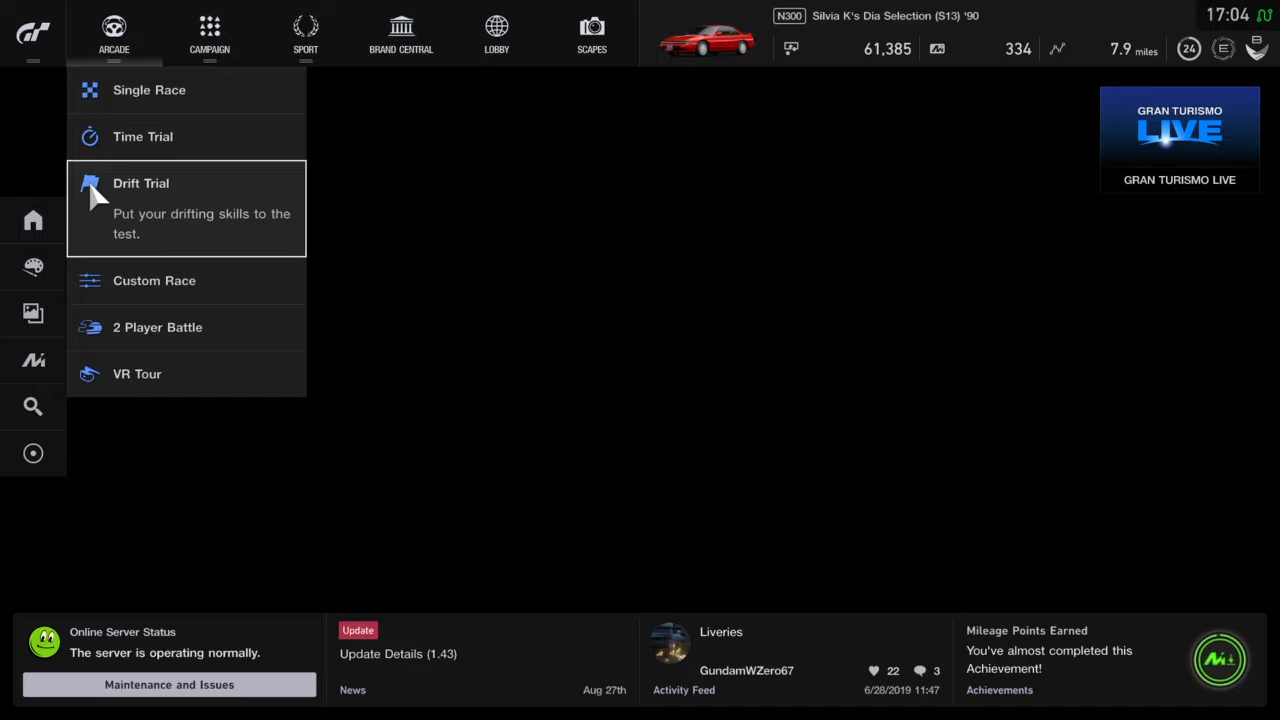 ARCADE
CAMPAIGN
SPORT
BRAND CENTRAL
LOBBY
SCAPES
N300 Silvia K's Dia Selection (S13) '90
61,385
334
7.9 miles
24
E
B
17:04
Single Race
Time Trial
Drift Trial
Put your drifting skills to the
test.
Custom Race
2 Player Battle
VR Tour
GRAN TURISMO
LIVE
GRAN TURISMO LIVE
Online Server Status
The server is operating normally.
Maintenance and Issues
Update
Update Details (1.43)
News
Aug 27th
Liveries
GundamWZero67
22
3
Activity Feed
6/28/2019 11:47
Mileage Points Earned
You've almost completed this
Achievement!
Achievements